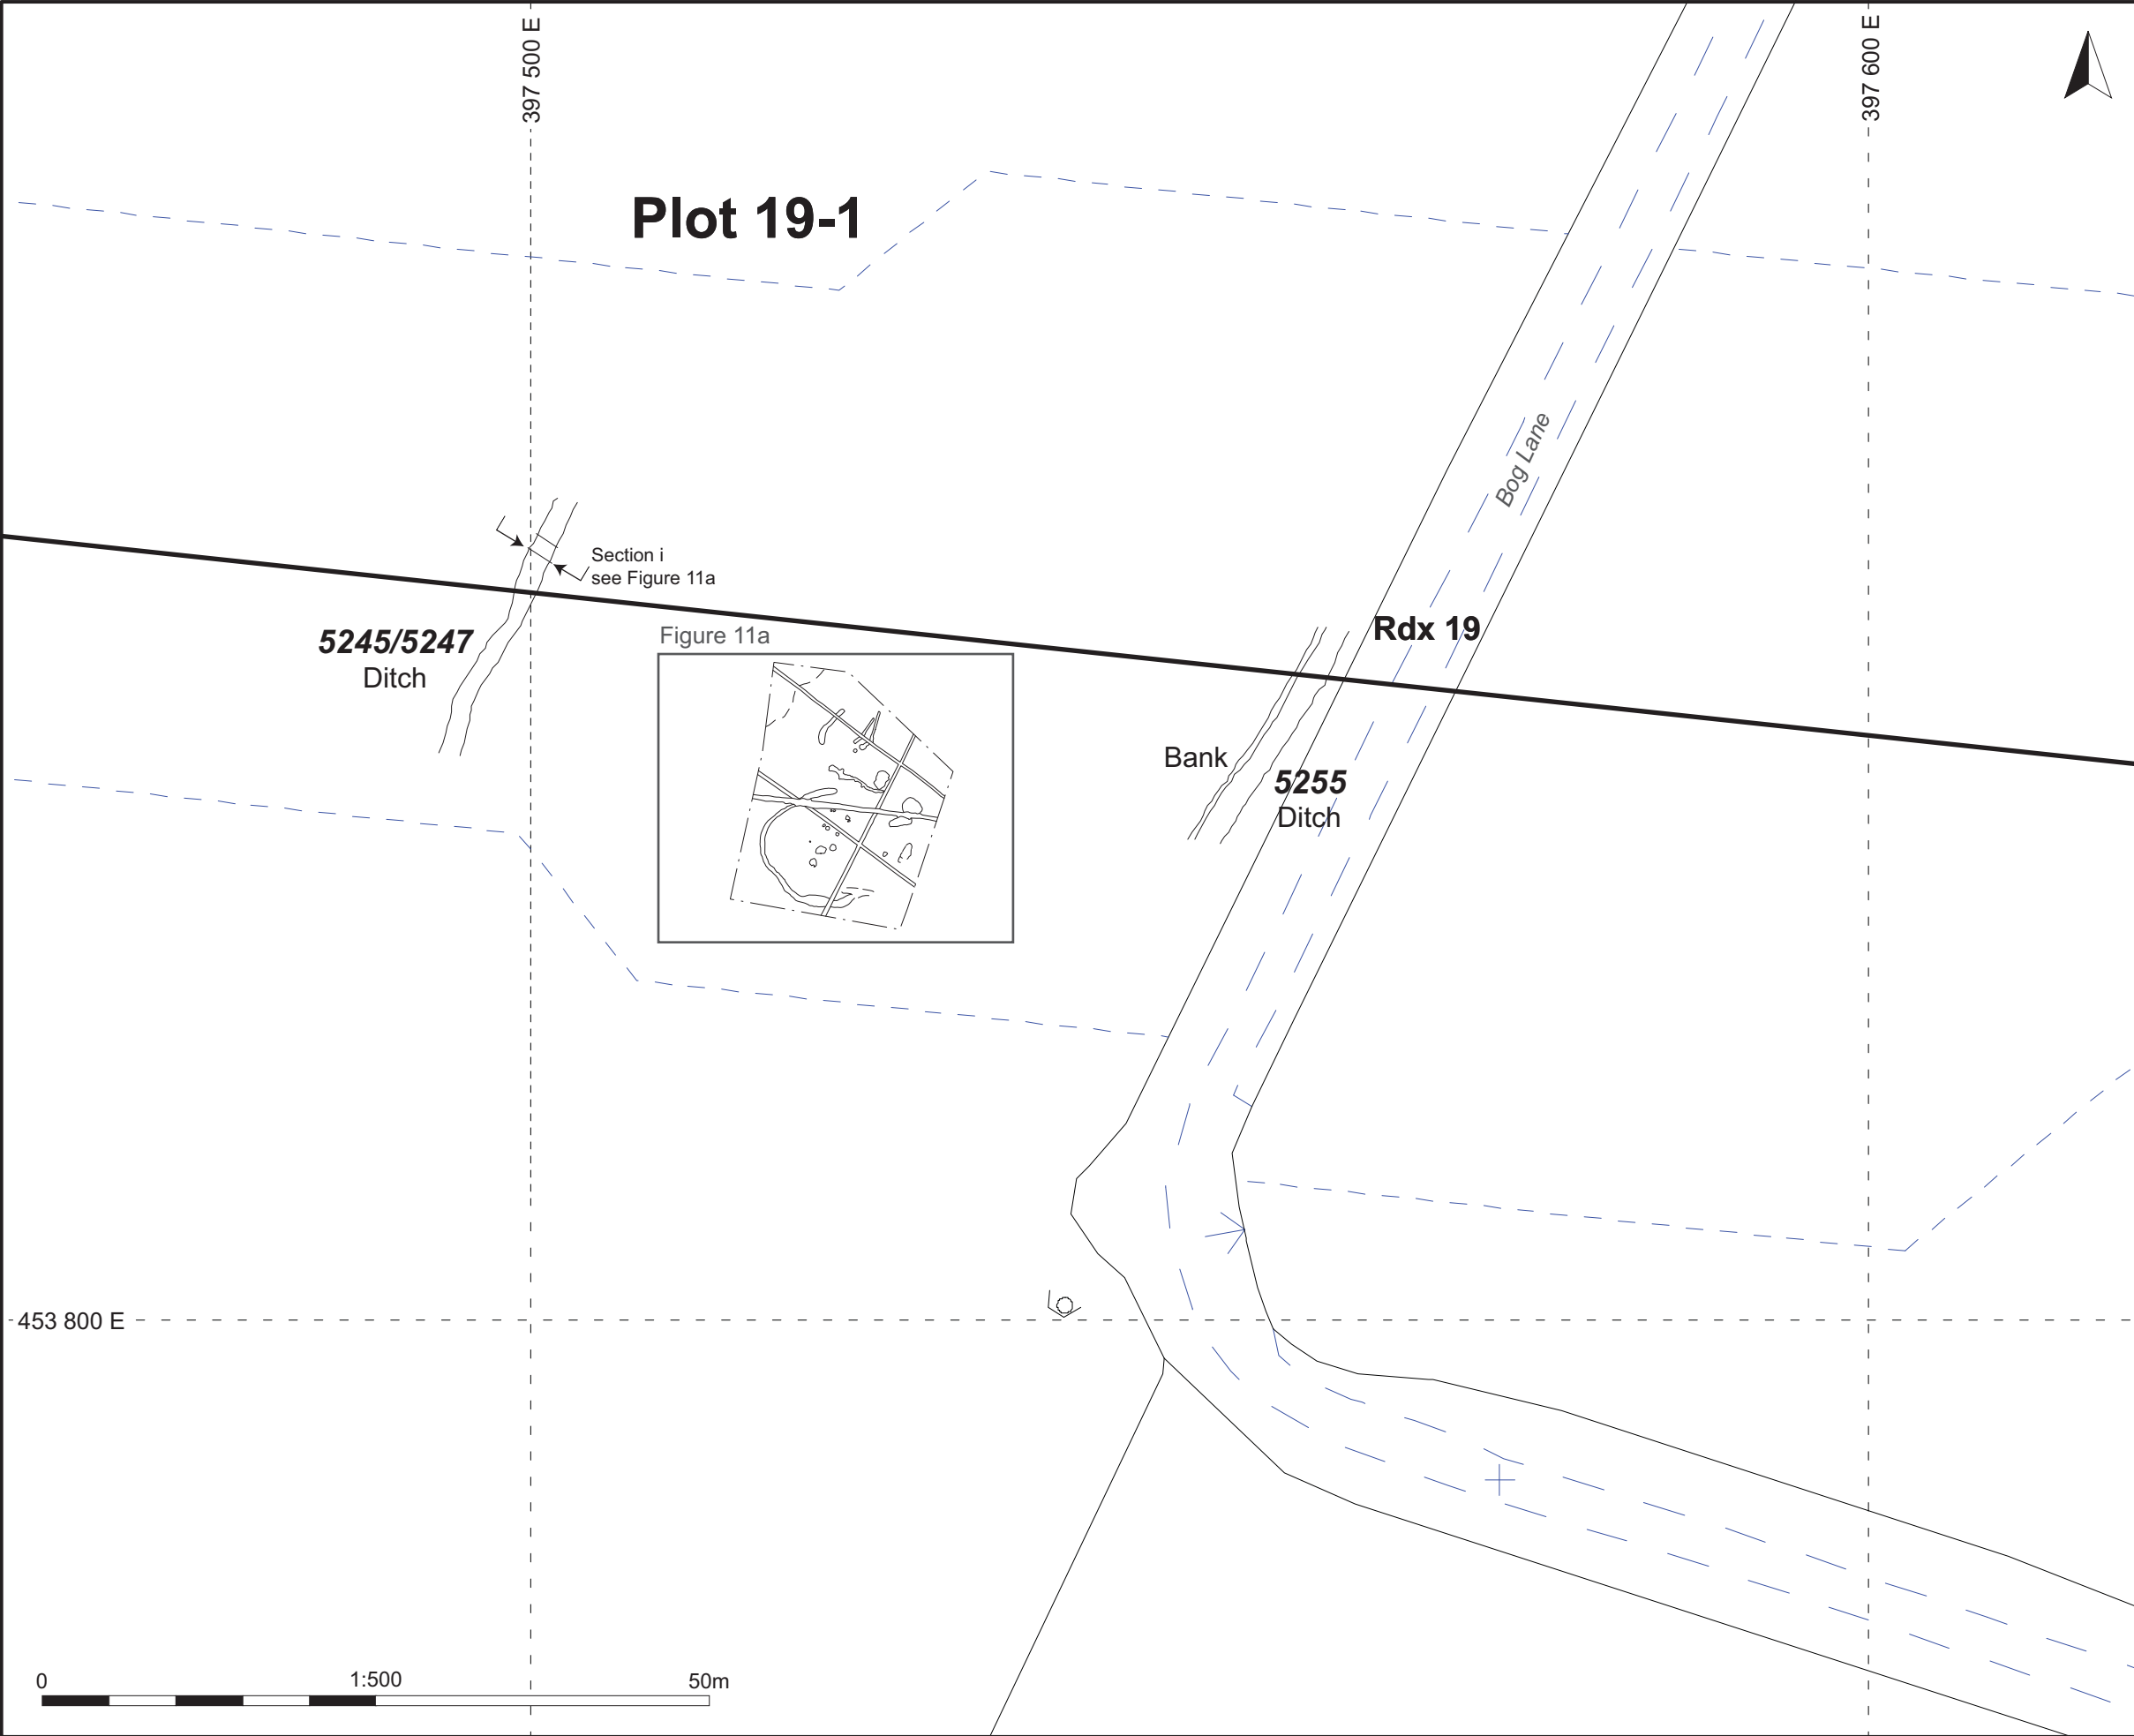 397 500 E
397 600 E
Plot 19-1
Bog Lane
Section i
see Figure 11a
5245/5247
Ditch
Figure 11a
Rdx 19
Bank
5255
Ditch
453 800 E
0
1:500
50m